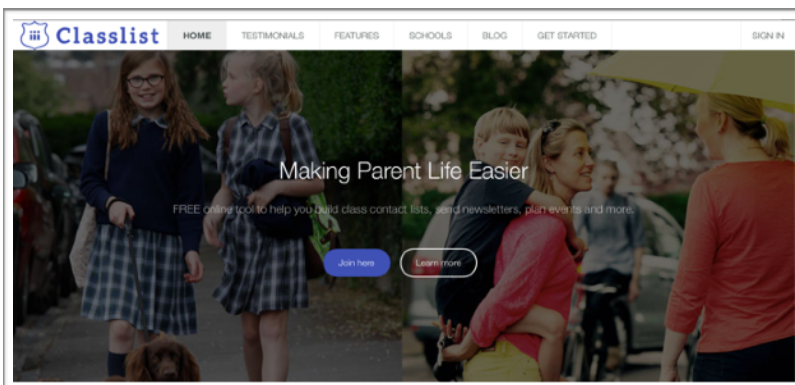 Classlist HOME TESTIMONIALS FEATURES SCHOOLS BLOG GET STARTED SIGN IN
Making Parent Life Easier
FREE online tool to help you build class contact lists, send newsletters, plan events and more.
Join here Learn more